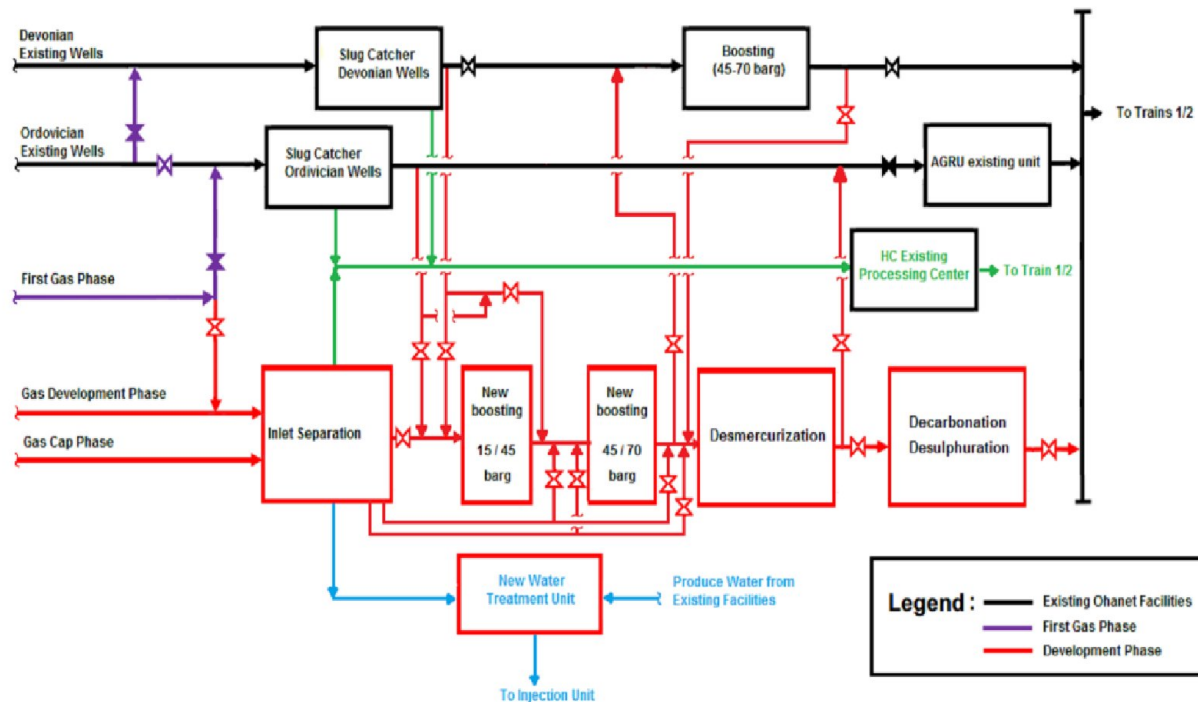 Devonian
Existing Wells
Slug Catcher
Devonian Wells
Boosting
(45-70 barg)
To Trains 1/2
Ordovician
Existing Wells
Slug Catcher
Ordivician Wells
AGRU existing unit
First Gas Phase
HC Existing
Processing Center
To Train 1/2
Gas Development Phase
Gas Cap Phase
Inlet Separation
New
boosting
15 / 45
barg
New
boosting
45 / 70
barg
Desmercurization
Decarbonation
Desulphuration
New Water
Treatment Unit
Produce Water from
Existing Facilities
To Injection Unit
Legend :
Existing Ohanet Facilities
First Gas Phase
Development Phase